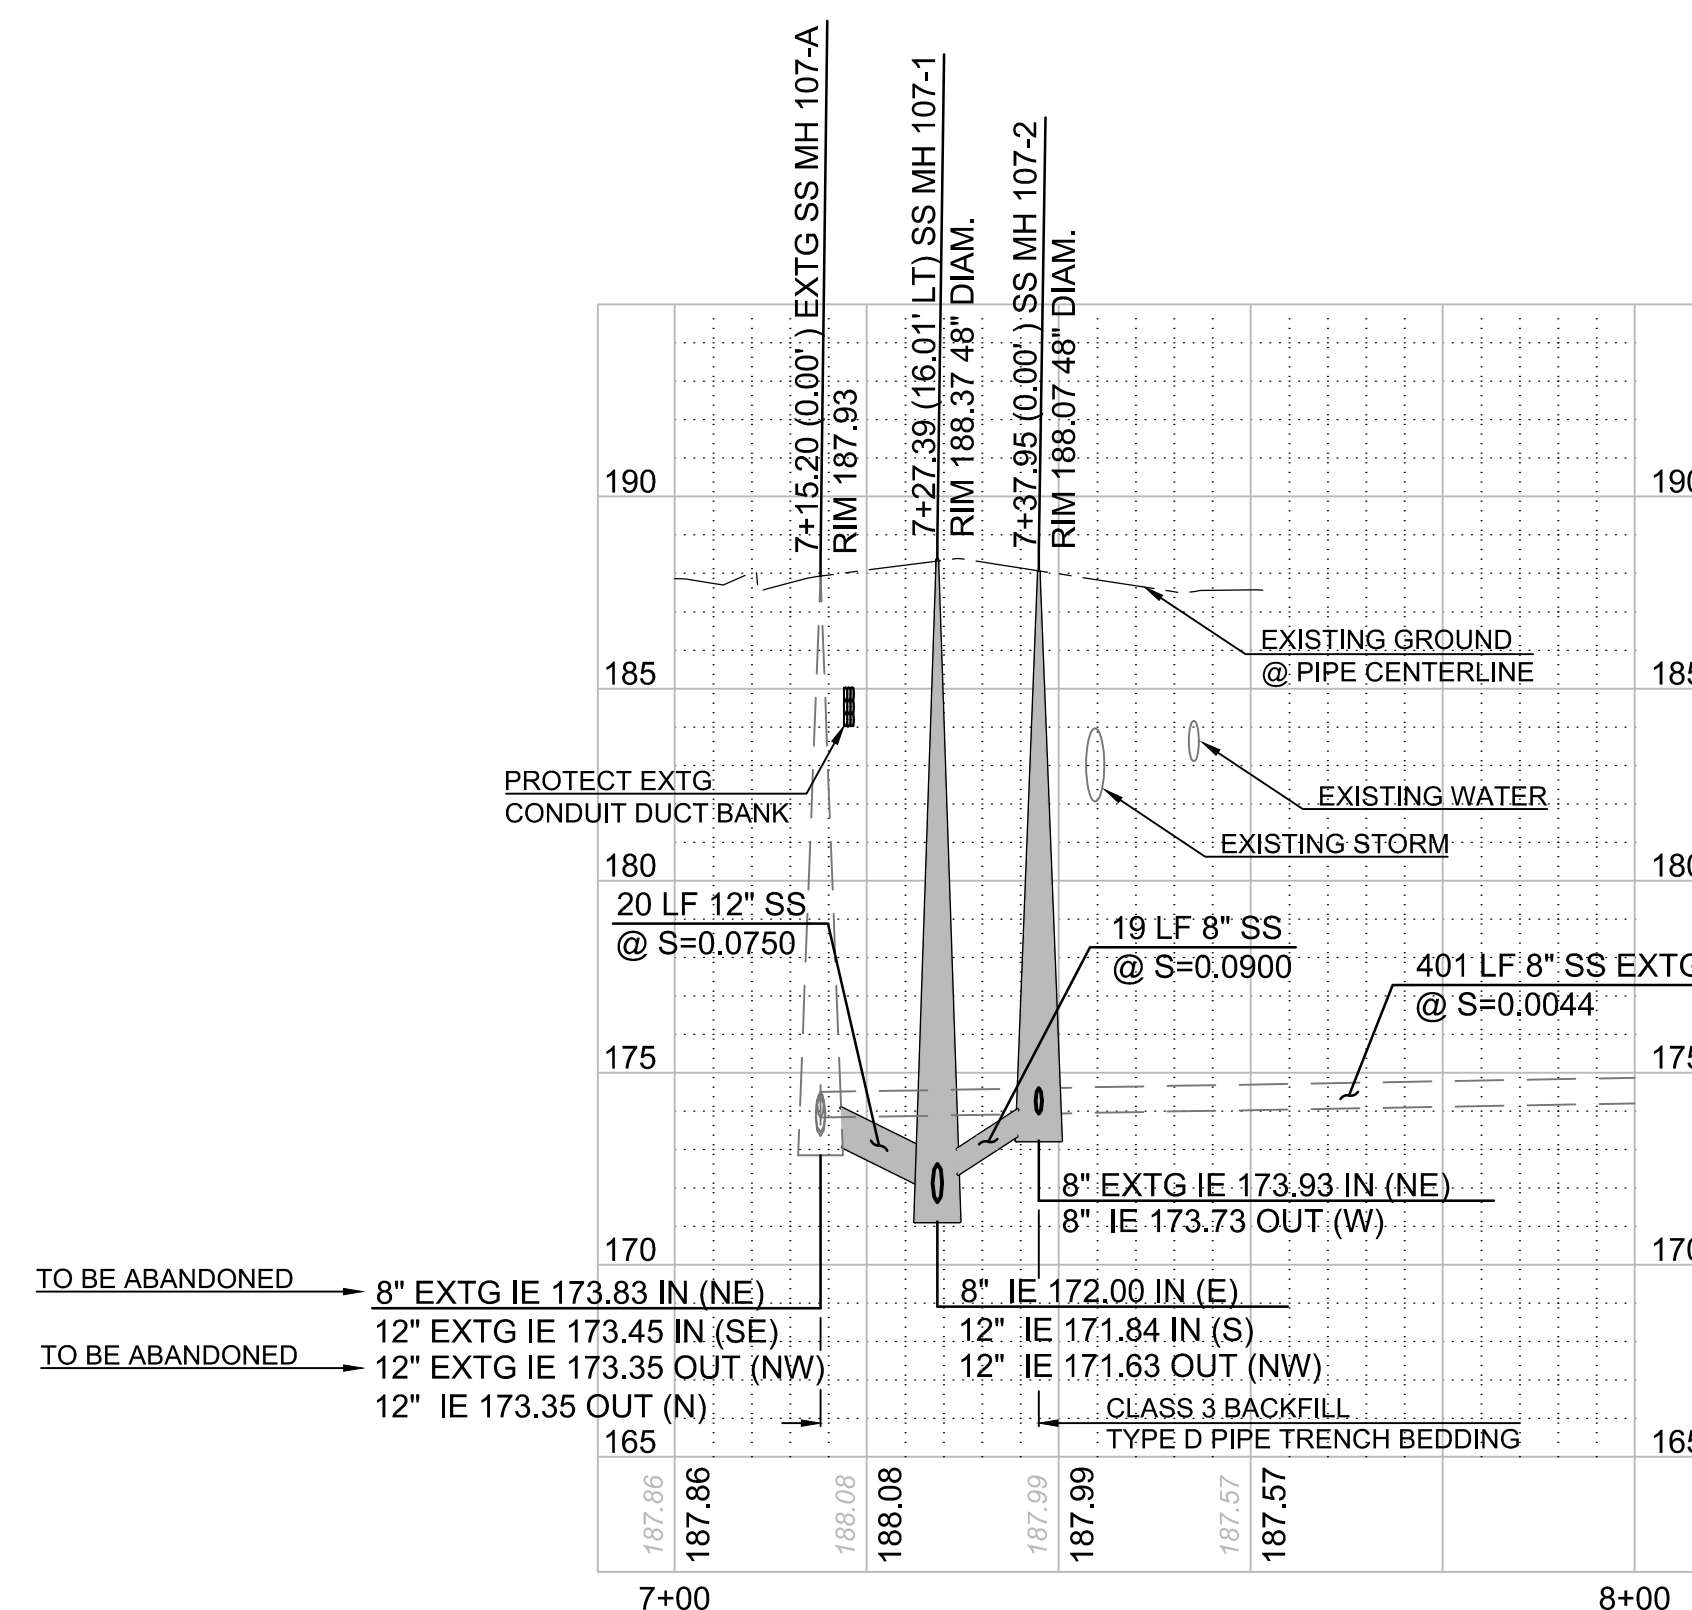 7+15.20 (0.00' ) EXTG SS MH 107-A
RIM 187.93
7+27.39 (16.01' LT) SS MH 107-1
RIM 188.37 48" DIAM.
7+37.95 (0.00' ) SS MH 107-2
RIM 188.07 48" DIAM.
190
190
EXISTING GROUND
@ PIPE CENTERLINE
185
185
PROTECT EXTG
CONDUIT DUCT BANK
EXISTING WATER
EXISTING STORM
180
180
20 LF 12" SS
@ S=0.0750
19 LF 8" SS
@ S=0.0900
401 LF 8" SS EXTG
@ S=0.0044
175
175
8" EXTG IE 173.93 IN (NE)
8" IE 173.73 OUT (W)
170
170
TO BE ABANDONED
8" EXTG IE 173.83 IN (NE)
12" EXTG IE 173.45 IN (SE)
TO BE ABANDONED
12" EXTG IE 173.35 OUT (NW)
12" IE 173.35 OUT (N)
8" IE 172.00 IN (E)
12" IE 171.84 IN (S)
12" IE 171.63 OUT (NW)
CLASS 3 BACKFILL
TYPE D PIPE TRENCH BEDDING
165
165
187.86
187.86
188.08
188.08
187.99
187.99
187.57
187.57
7+00
8+00